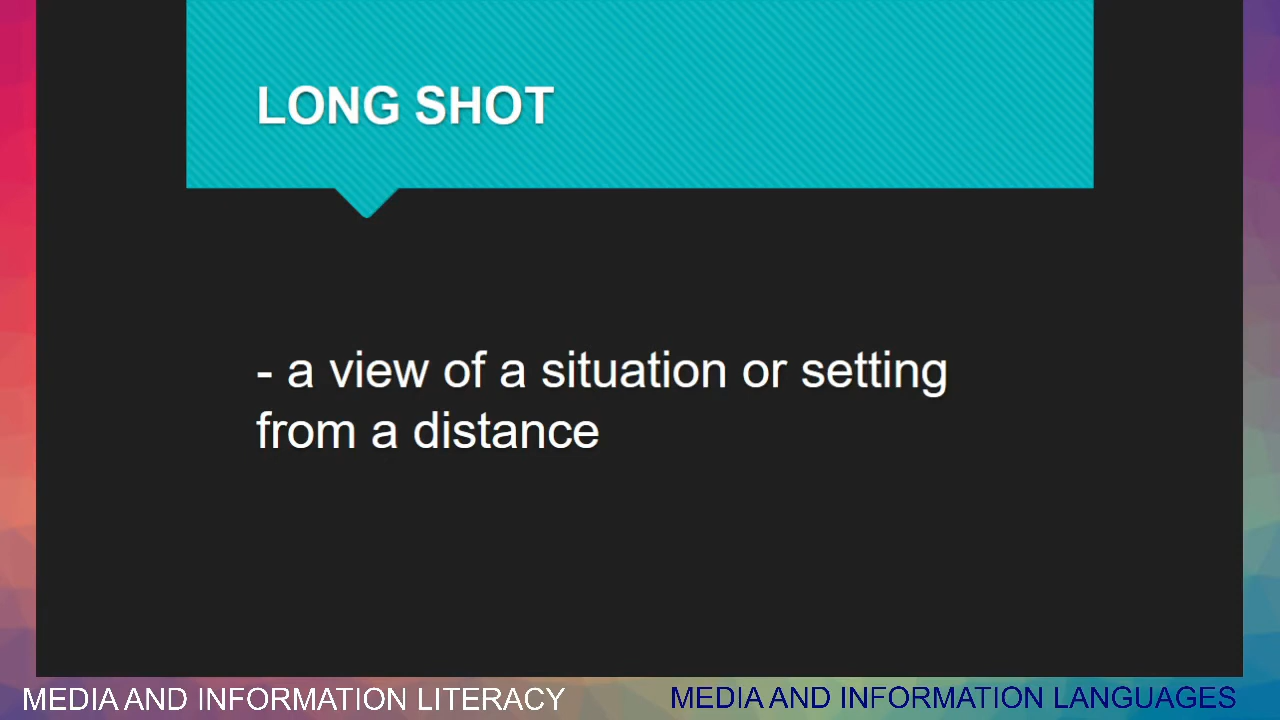 LONG SHOT
- a view of a situation or setting
from a distance
MEDIA AND INFORMATION LITERACY
MEDIA AND INFORMATION LANGUAGES